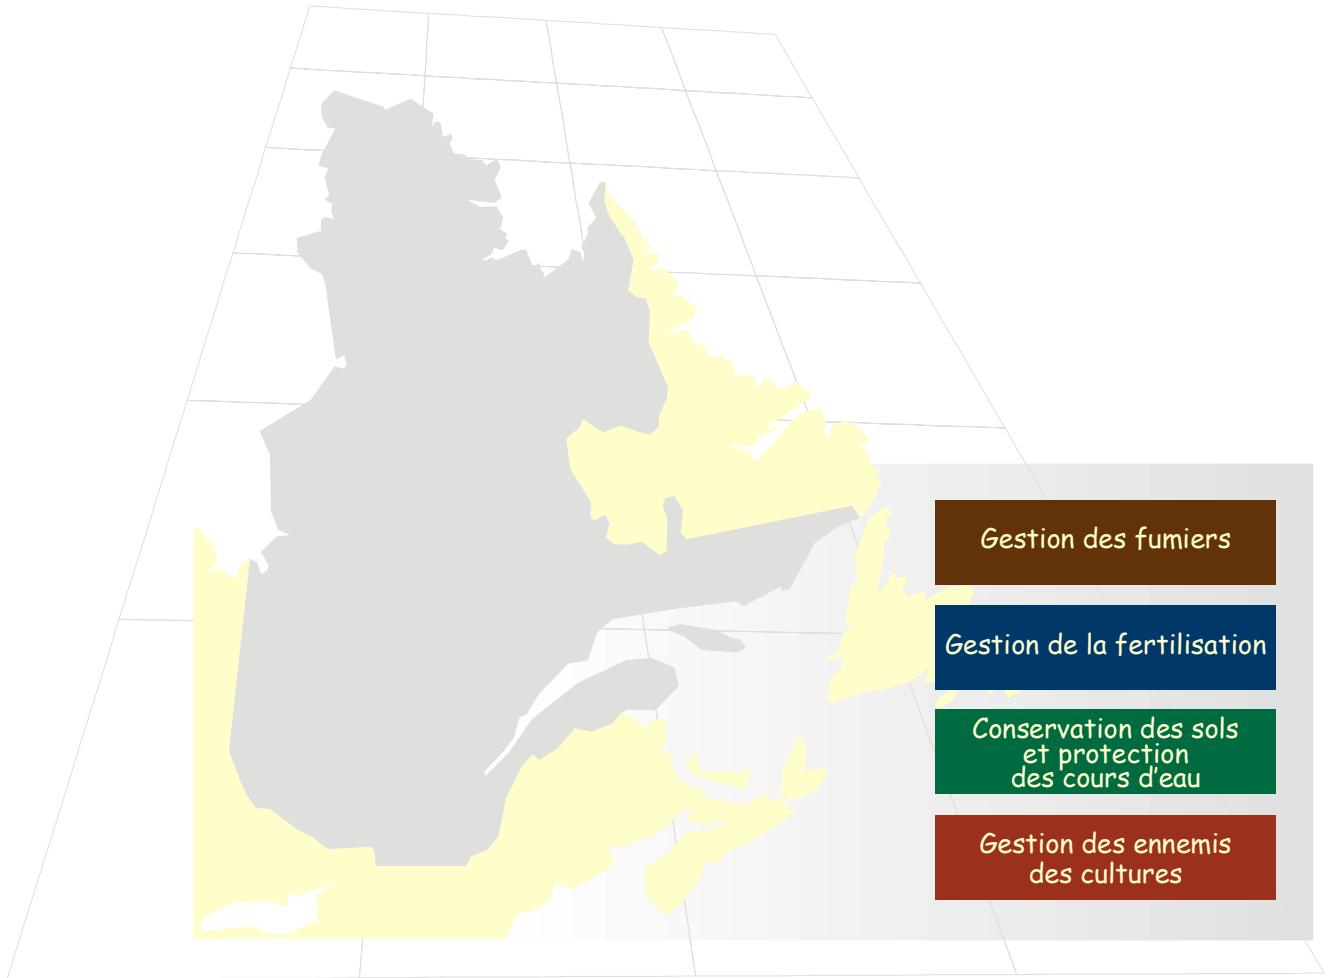 Gestion des fumiers
Gestion de la fertilisation
Conservation des sols
et protection
des cours d'eau
Gestion des ennemis
des cultures